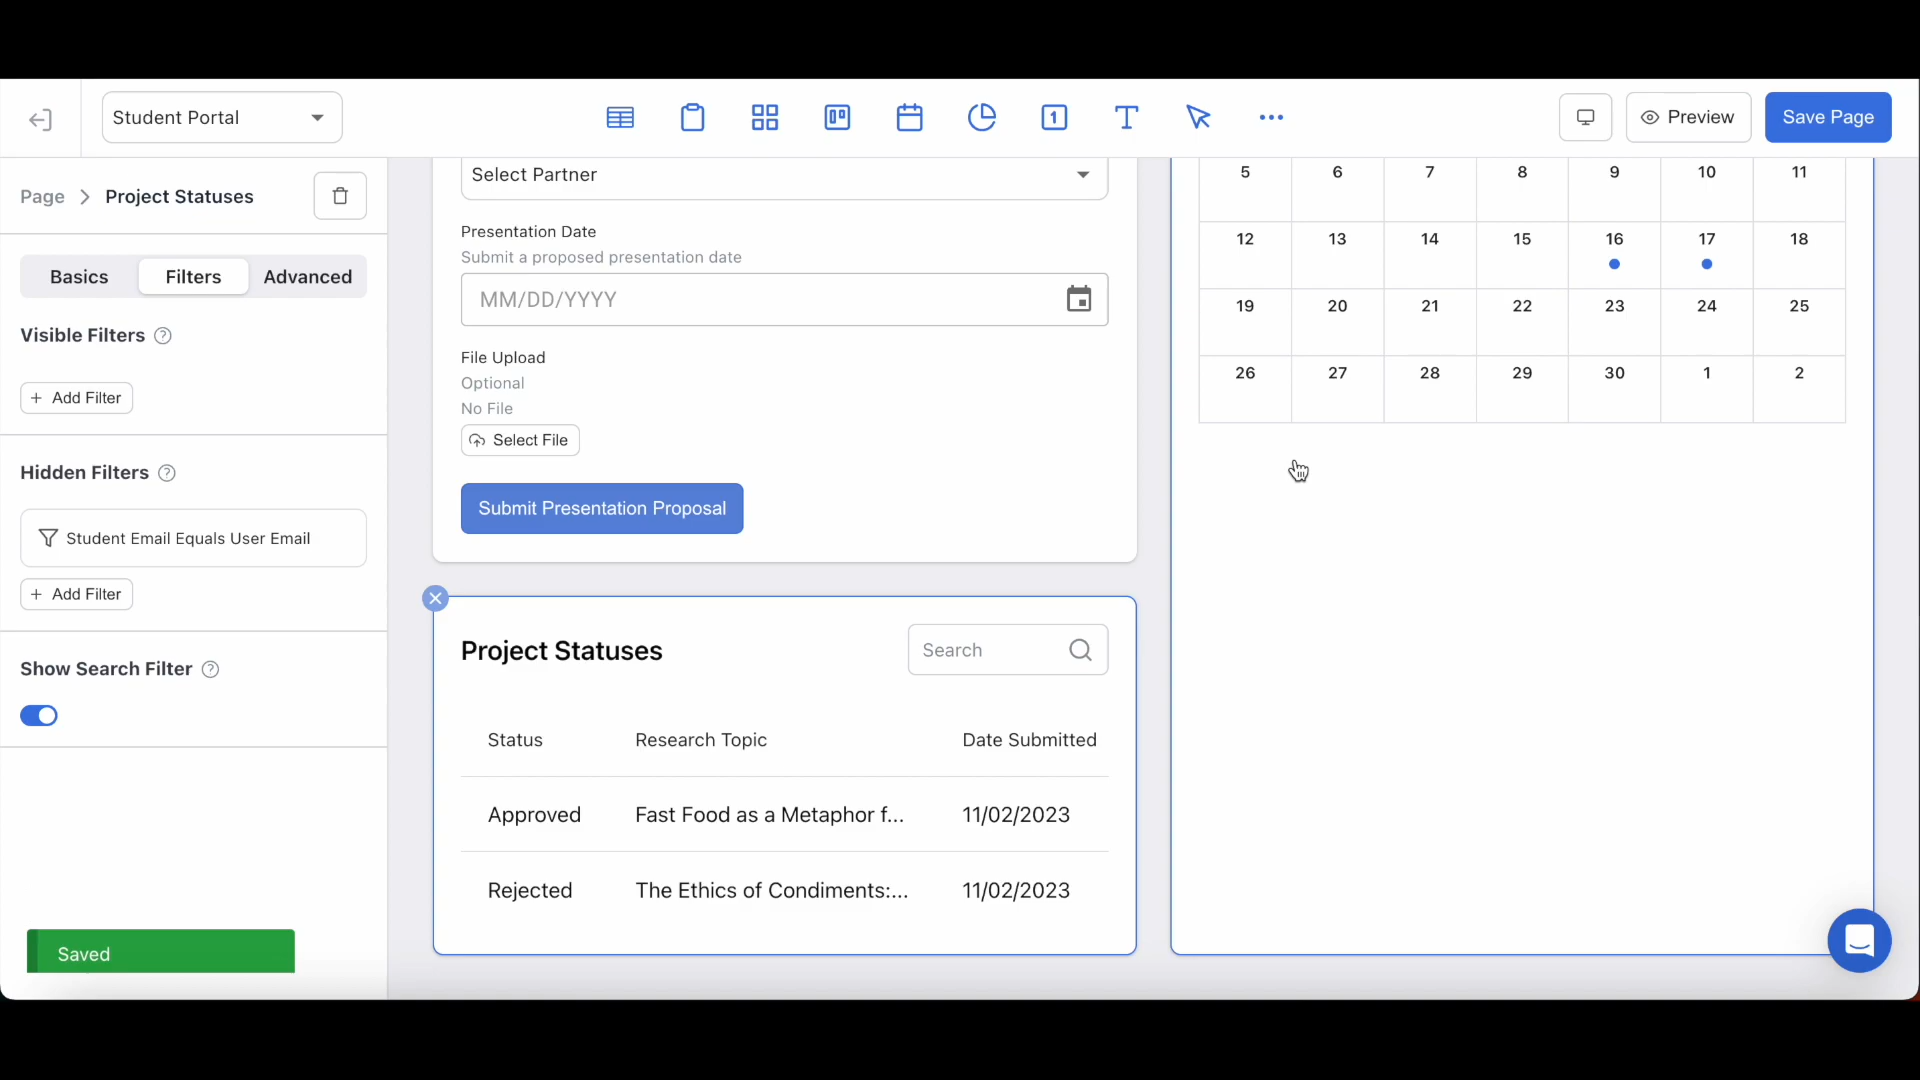 Student Portal
1
Preview
Save Page
Page > Project Statuses
Basics
Filters
Advanced
Visible Filters ?
+ Add Filter
Hidden Filters ?
Student Email Equals User Email
+ Add Filter
Show Search Filter ?
Saved
Select Partner
Presentation Date
Submit a proposed presentation date
MM/DD/YYYY
File Upload
Optional
No File
Select File
Submit Presentation Proposal
Project Statuses
Search
Status Research Topic Date Submitted
Approved Fast Food as a Metaphor f... 11/02/2023
Rejected The Ethics of Condiments:... 11/02/2023
5 6 7 8 9 10 11
12 13 14 15 16 17 18
19 20 21 22 23 24 25
26 27 28 29 30 1 2